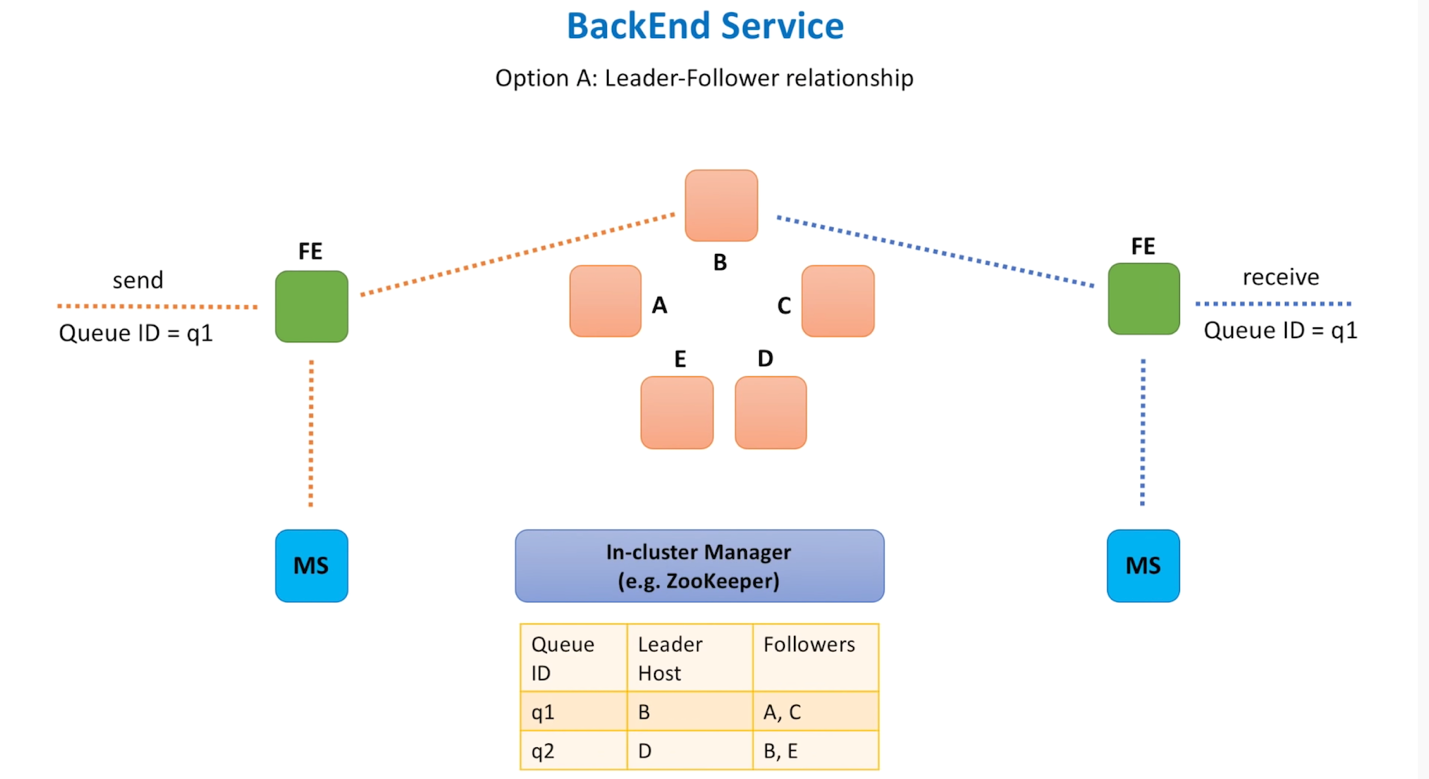 BackEnd Service
Option A: Leader-Follower relationship
FE
send
Queue ID = q1
B
A
C
E
D
FE
receive
Queue ID = q1
MS
In-cluster Manager
(e.g. ZooKeeper)
MS
Queue ID
Leader Host
Followers
q1
B
A, C
q2
D
B, E